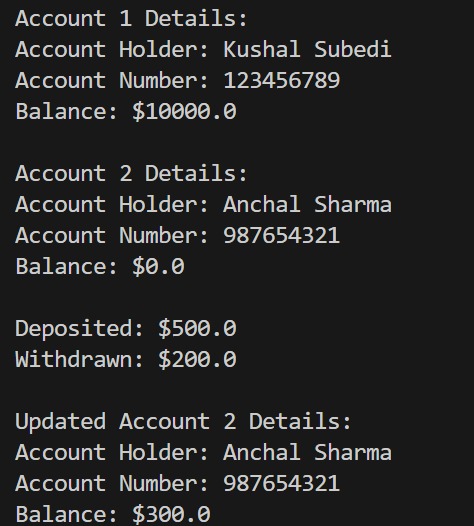 Account 1 Details:
Account Holder: Kushal Subedi
Account Number: 123456789
Balance: $10000.0
Account 2 Details:
Account Holder: Anchal Sharma
Account Number: 987654321
Balance: $0.0
Deposited: $500.0
Withdrawn: $200.0
Updated Account 2 Details:
Account Holder: Anchal Sharma
Account Number: 987654321
Balance: $300.0